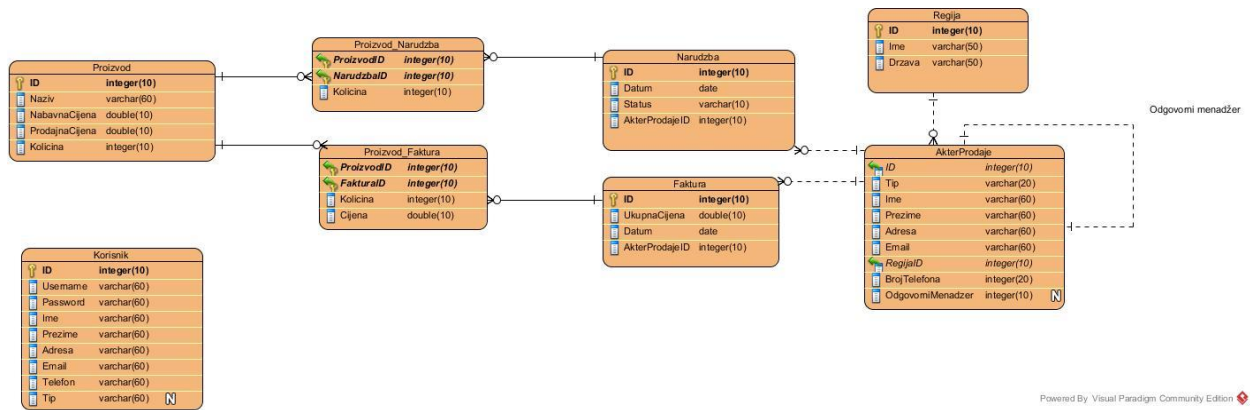 Proizvod
ID integer(10)
Naziv varchar(60)
NabavnaCijena double(10)
ProdajnaCijena double(10)
Kolicina integer(10)
Proizvod_Narudzba
ProizvodID integer(10)
NarudzbaID integer(10)
Kolicina integer(10)
Proizvod_Faktura
ProizvodID integer(10)
FakturaID integer(10)
Kolicina integer(10)
Cijena double(10)
Narudzba
ID integer(10)
Datum date
Status varchar(10)
AkterProdajeID integer(10)
Faktura
ID integer(10)
UkupnaCijena double(10)
Datum date
AkterProdajeID integer(10)
Regija
ID integer(10)
Ime varchar(50)
Drzava varchar(50)
Odgovorni menadžer
AkterProdaje
ID integer(10)
Tip varchar(20)
Ime varchar(60)
Prezime varchar(60)
Adresa varchar(60)
Email varchar(60)
RegijaID integer(10)
BrojTelefona integer(20)
OdgovorniMenadzer integer(10) N
Korisnik
ID integer(10)
Username varchar(60)
Password varchar(60)
Ime varchar(60)
Prezime varchar(60)
Adresa varchar(60)
Email varchar(60)
Telefon varchar(60)
Tip varchar(60) N
Powered By Visual Paradigm Community Edition